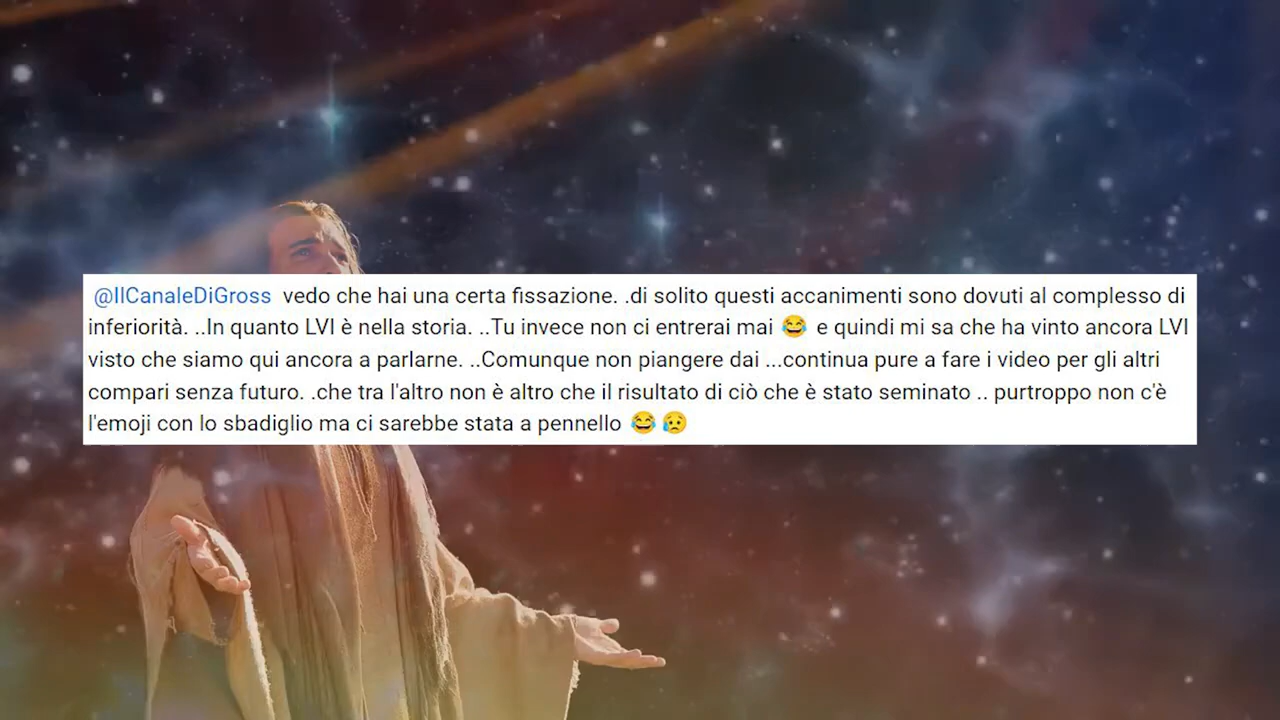 @IlCanaleDiGross vedo che hai una certa fissazione. .di solito questi accanimenti sono dovuti al complesso di
inferiorità. ..In quanto LVI è nella storia. ..Tu invece non ci entrerai mai 😂 e quindi mi sa che ha vinto ancora LVI
visto che siamo qui ancora a parlarne. ..Comunque non piangere dai ...continua pure a fare i video per gli altri
compari senza futuro. .che tra l'altro non è altro che il risultato di ciò che è stato seminato .. purtroppo non c'è
l'emoji con lo sbadiglio ma ci sarebbe stata a pennello 😂 😥